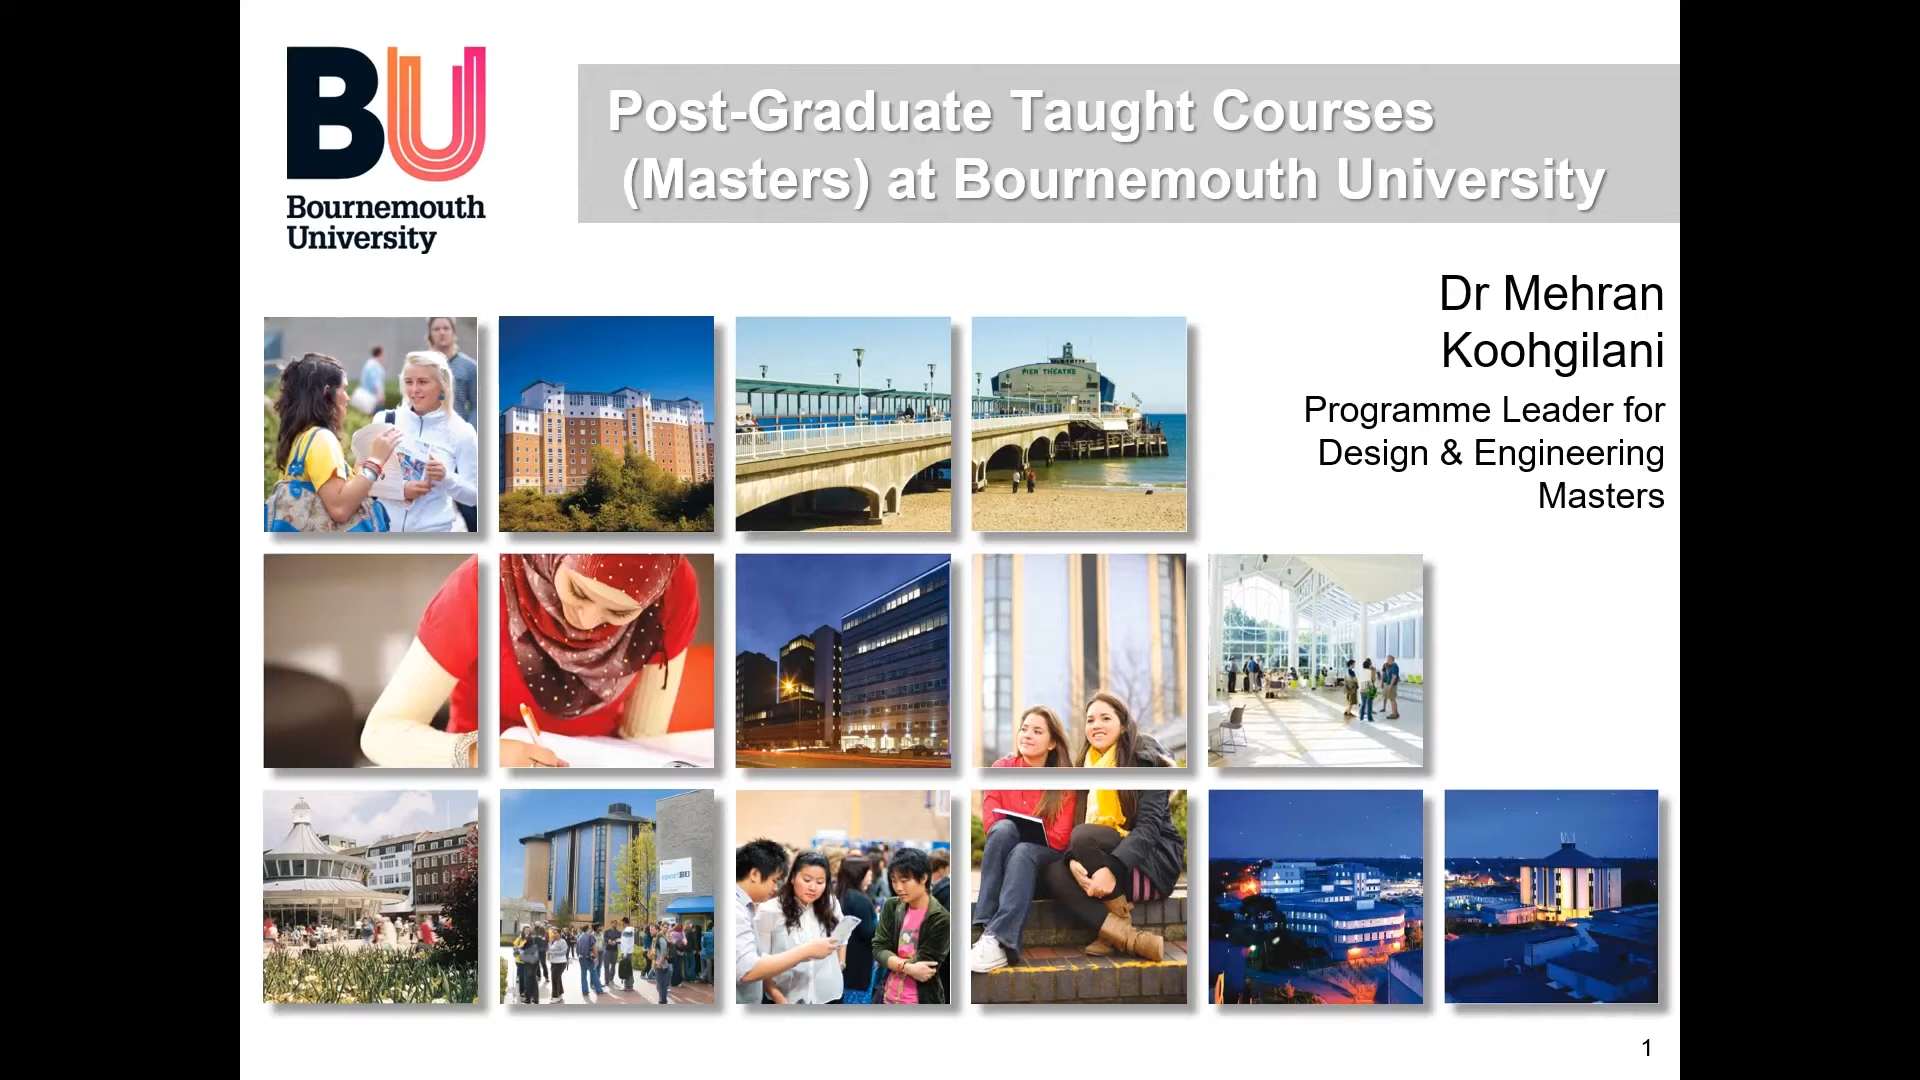 BU
Bournemouth
University
Post-Graduate Taught Courses
(Masters) at Bournemouth University
Dr Mehran
Koohgilani
Programme Leader for
Design & Engineering
Masters
PIER THEATRE
1